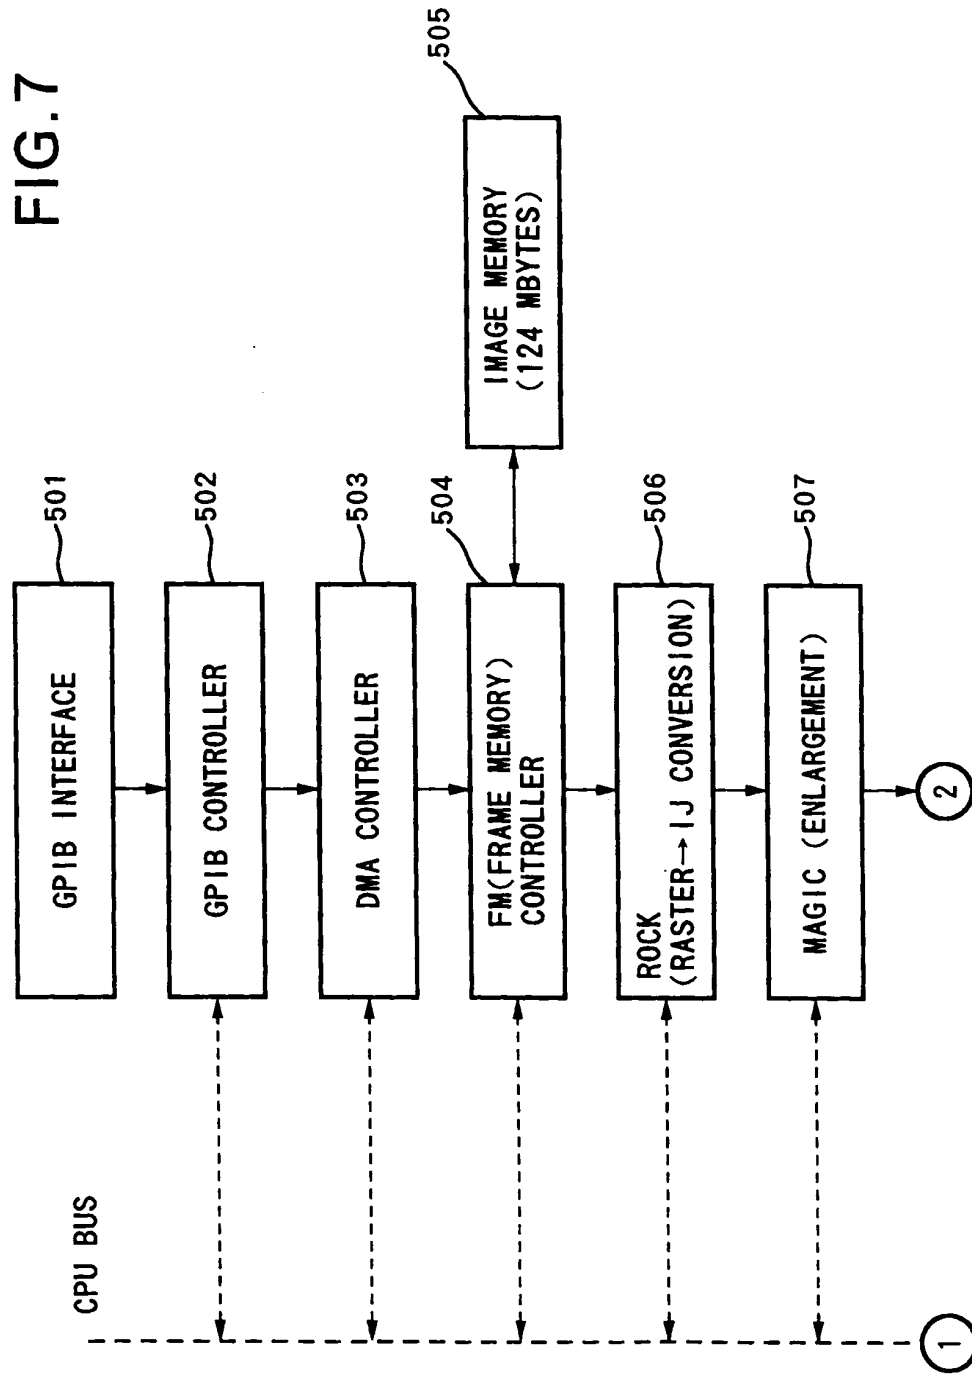 FIG.7
CPU BUS
GPIB INTERFACE
501
GPIB CONTROLLER
502
DMA CONTROLLER
503
FM(FRAME MEMORY)
CONTROLLER
504
IMAGE MEMORY
(124 MBYTES)
505
ROCK
(RASTER→IJ CONVERSION)
506
MAGIC (ENLARGEMENT)
507
1
2